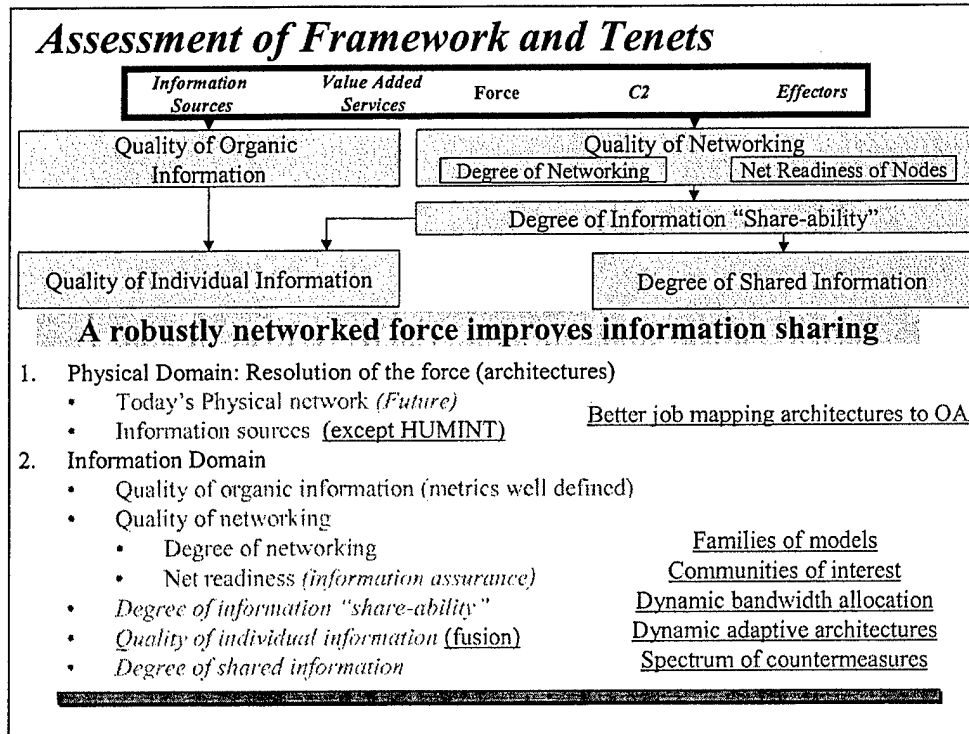 Assessment of Framework and Tenets
Information Sources
Value Added Services
Force
C2
Effectors
Quality of Organic
Information
Quality of Networking
Degree of Networking
Net Readiness of Nodes
Degree of Information “Share-ability”
Quality of Individual Information
Degree of Shared Information
A robustly networked force improves information sharing
1. Physical Domain: Resolution of the force (architectures)
• Today's Physical network (Future)
• Information sources (except HUMINT)
Better job mapping architectures to OA
2. Information Domain
• Quality of organic information (metrics well defined)
• Quality of networking
• Degree of networking
• Net readiness (information assurance)
• Degree of information “share-ability”
• Quality of individual information (fusion)
• Degree of shared information
Families of models
Communities of interest
Dynamic bandwidth allocation
Dynamic adaptive architectures
Spectrum of countermeasures